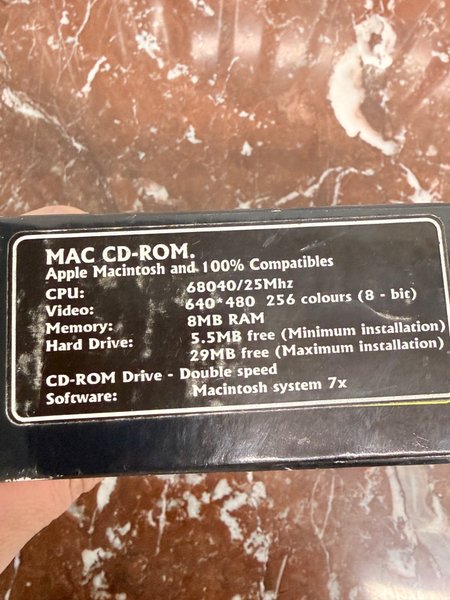 MAC CD-ROM.
Apple Macintosh and 100% Compatibles
CPU: 68040/25Mhz
Video: 640*480 256 colours (8 - bit)
Memory: 8MB RAM
Hard Drive: 5.5MB free (Minimum installation)
29MB free (Maximum installation)
CD-ROM Drive - Double speed
Software: Macintosh system 7x